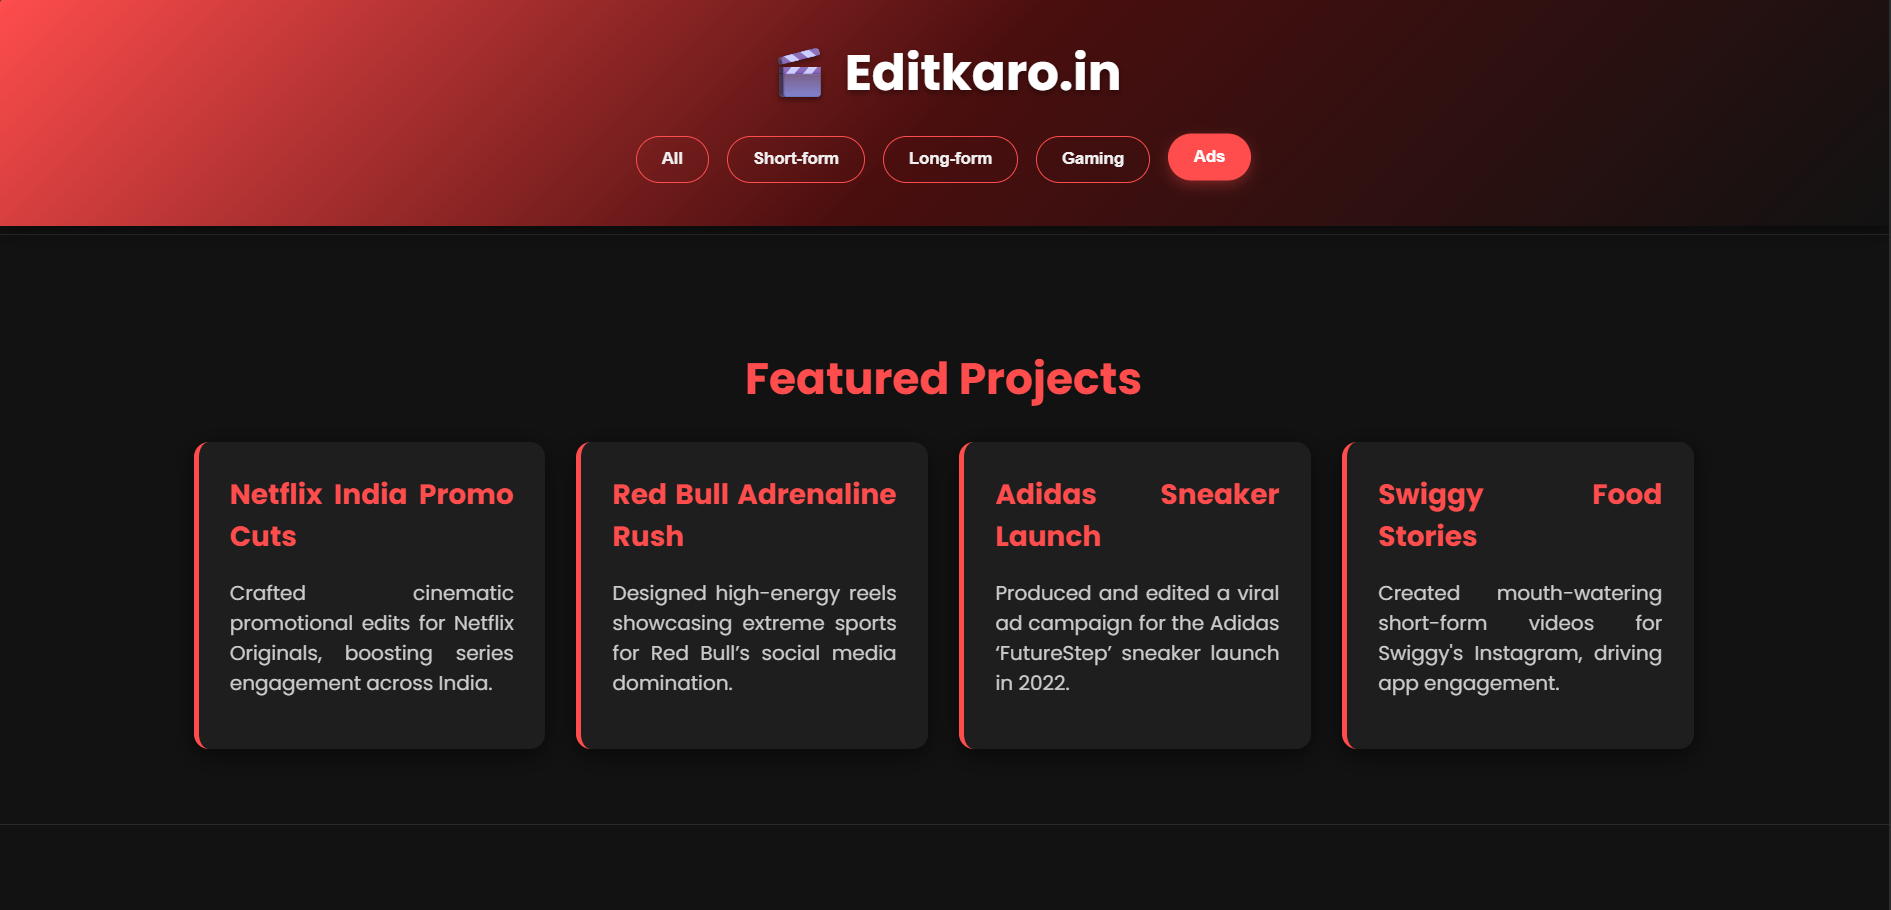 Editkaro.in
All Short-form Long-form Gaming Ads
Featured Projects
Netflix India Promo
Cuts
Crafted cinematic
promotional edits for Netflix
Originals, boosting series
engagement across India.
Red Bull Adrenaline
Rush
Designed high-energy reels
showcasing extreme sports
for Red Bull’s social media
domination.
Adidas Sneaker
Launch
Produced and edited a viral
ad campaign for the Adidas
‘FutureStep’ sneaker launch
in 2022.
Swiggy Food
Stories
Created mouth-watering
short-form videos for
Swiggy's Instagram, driving
app engagement.